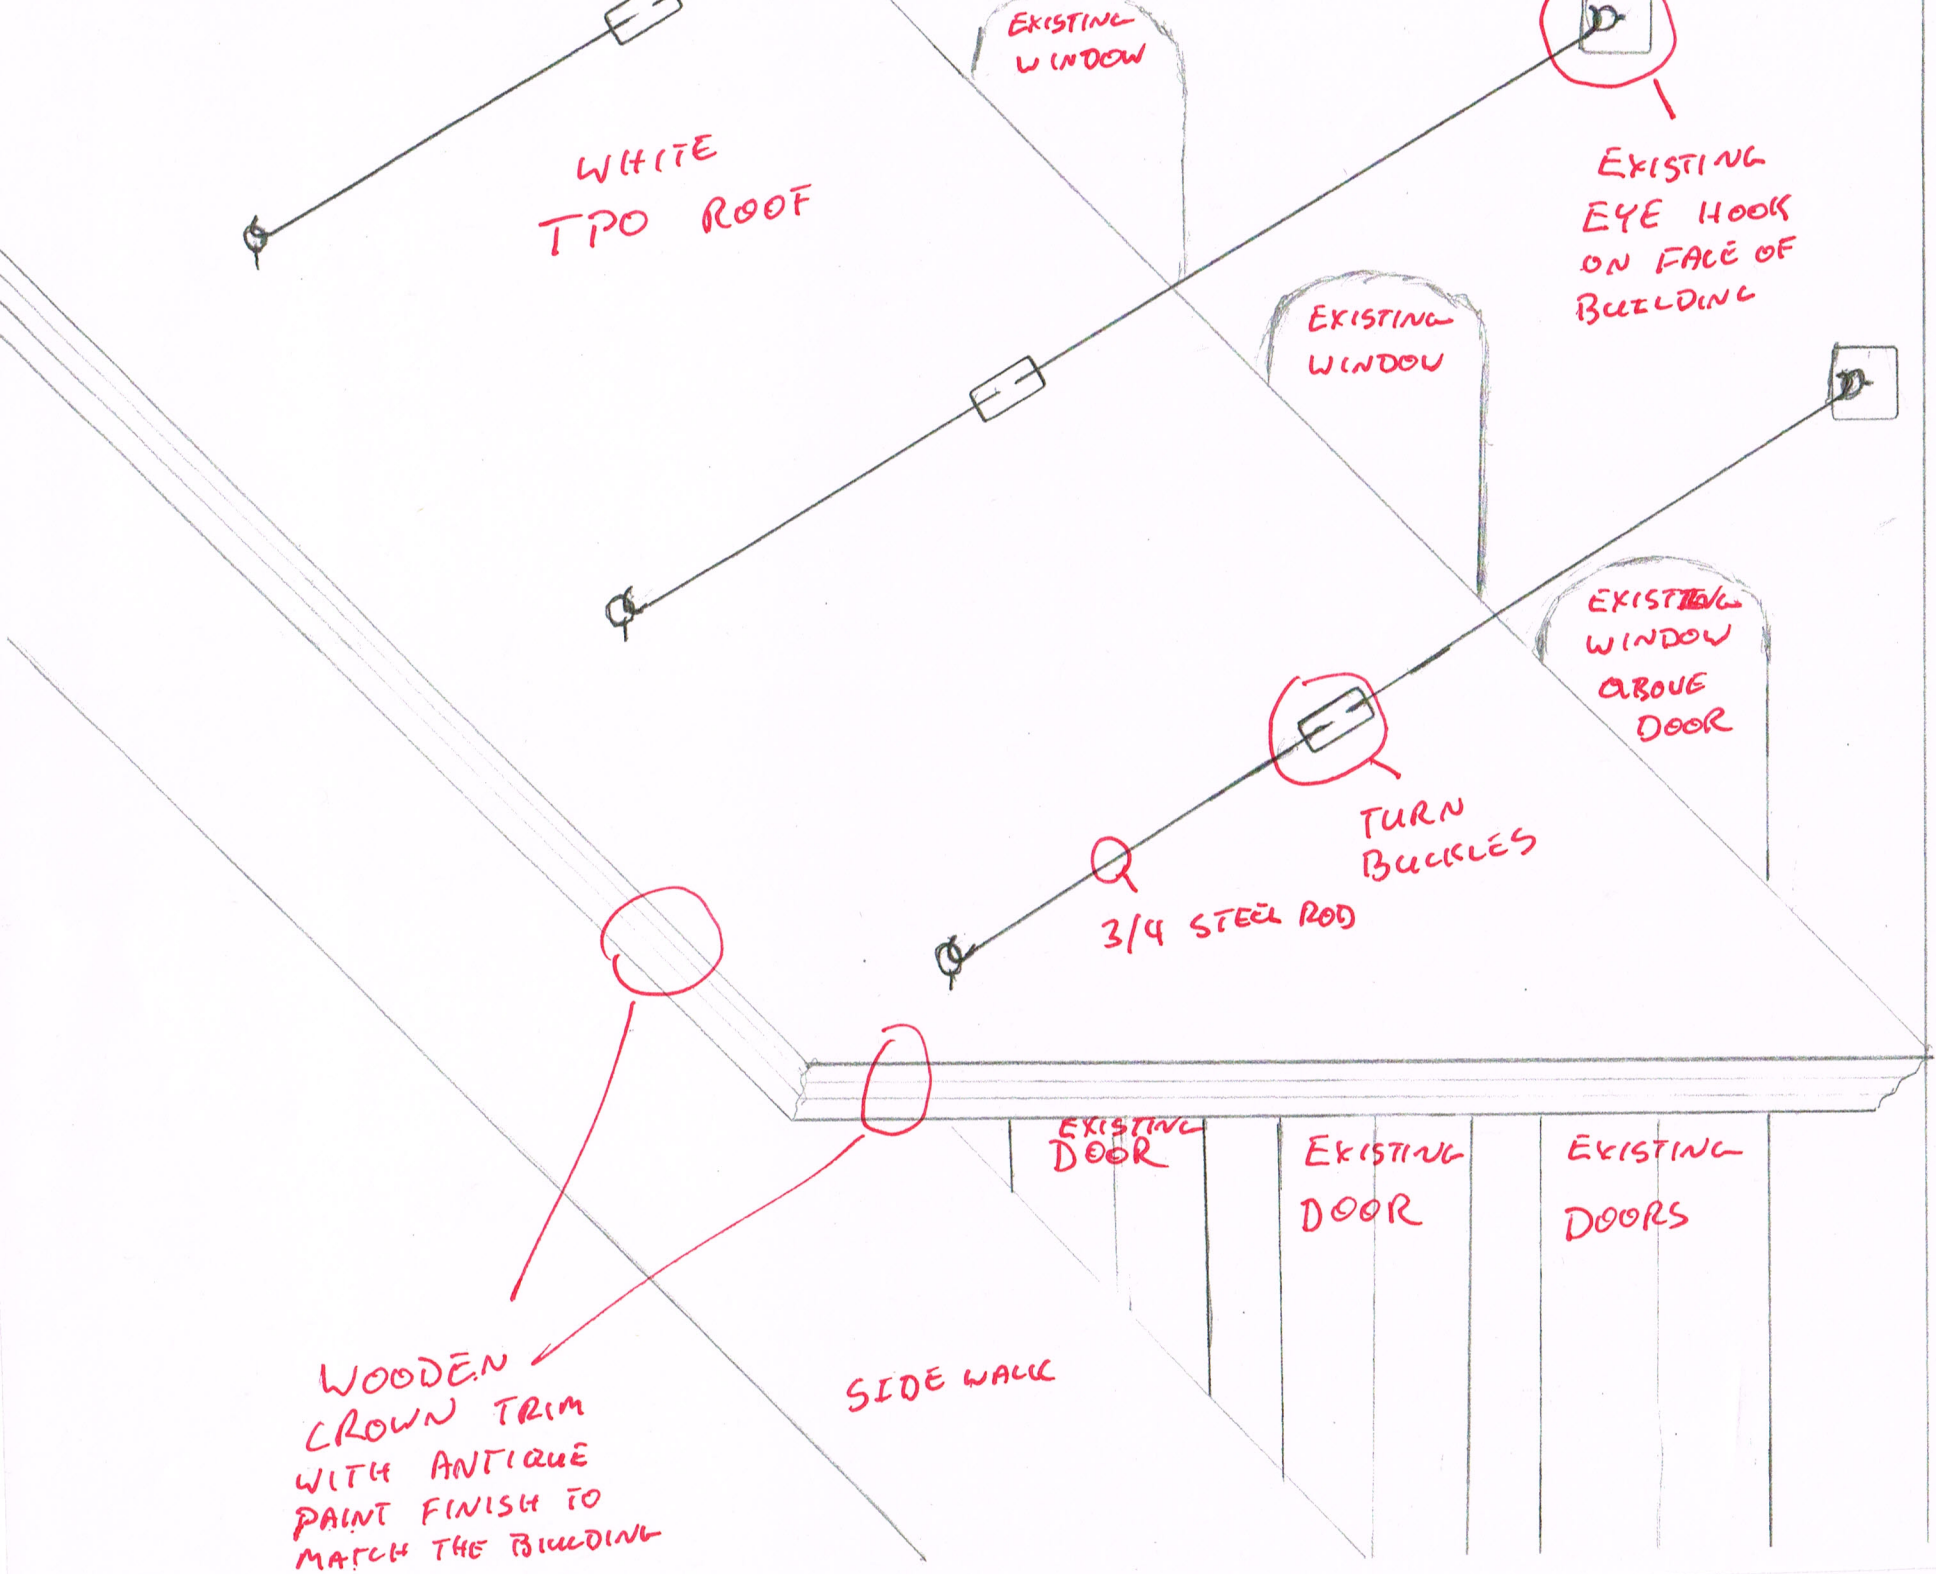 EXISTING
WINDOW
WHITE
TPO ROOF
EXISTING
EYE HOOK
ON FACE OF
BUILDING
EXISTING
WINDOW
EXISTING
WINDOW
ABOVE
DOOR
TURN
BUCKLES
3/4 STEEL ROD
EXISTING
DOOR
EXISTING
DOOR
EXISTING
DOORS
WOODEN
CROWN TRIM
WITH ANTIQUE
PAINT FINISH TO
MATCH THE BUILDING
SIDE WALK